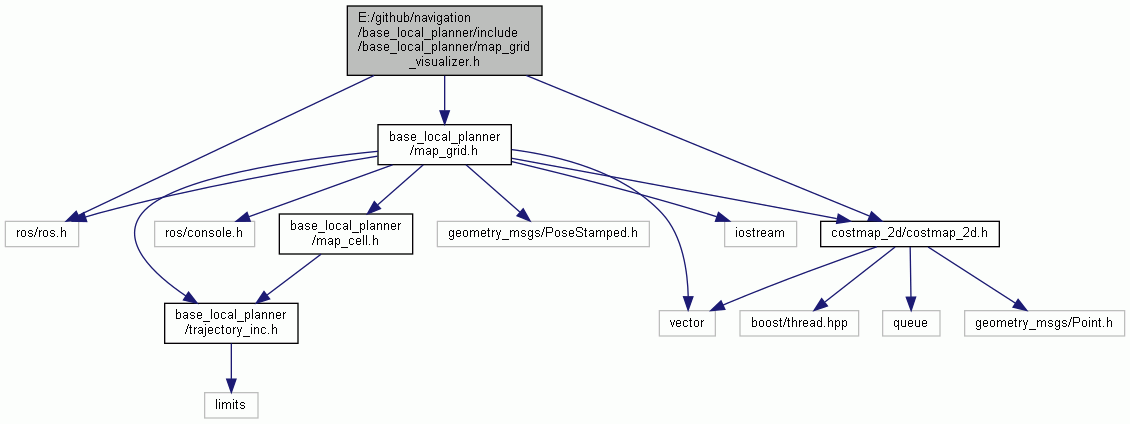 E:/github/navigation
/base_local_planner/include
/base_local_planner/map_grid
_visualizer.h
base_local_planner
/map_grid.h
ros/ros.h
ros/console.h
base_local_planner
/map_cell.h
geometry_msgs/PoseStamped.h
iostream
costmap_2d/costmap_2d.h
base_local_planner
/trajectory_inc.h
vector
boost/thread.hpp
queue
geometry_msgs/Point.h
limits